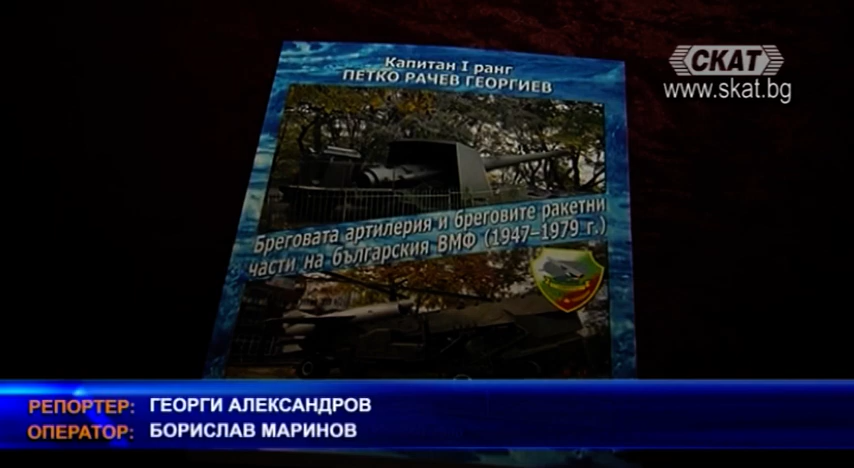 СКАТ
www.skat.bg
Капитан I ранг
ПЕТКО РАЧЕВ ГЕОРГИЕВ
Бреговата артилерия и бреговите ракетни
части на българския ВМФ (1947–1979 г.)
РЕПОРТЕР: ГЕОРГИ АЛЕКСАНДРОВ
ОПЕРАТОР: БОРИСЛАВ МАРИНОВ